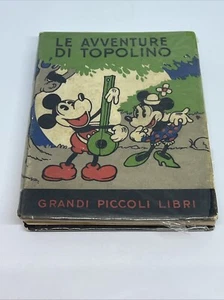 LE AVVENTURE
DI TOPOLINO
GRANDI PICCOLI LIBRI